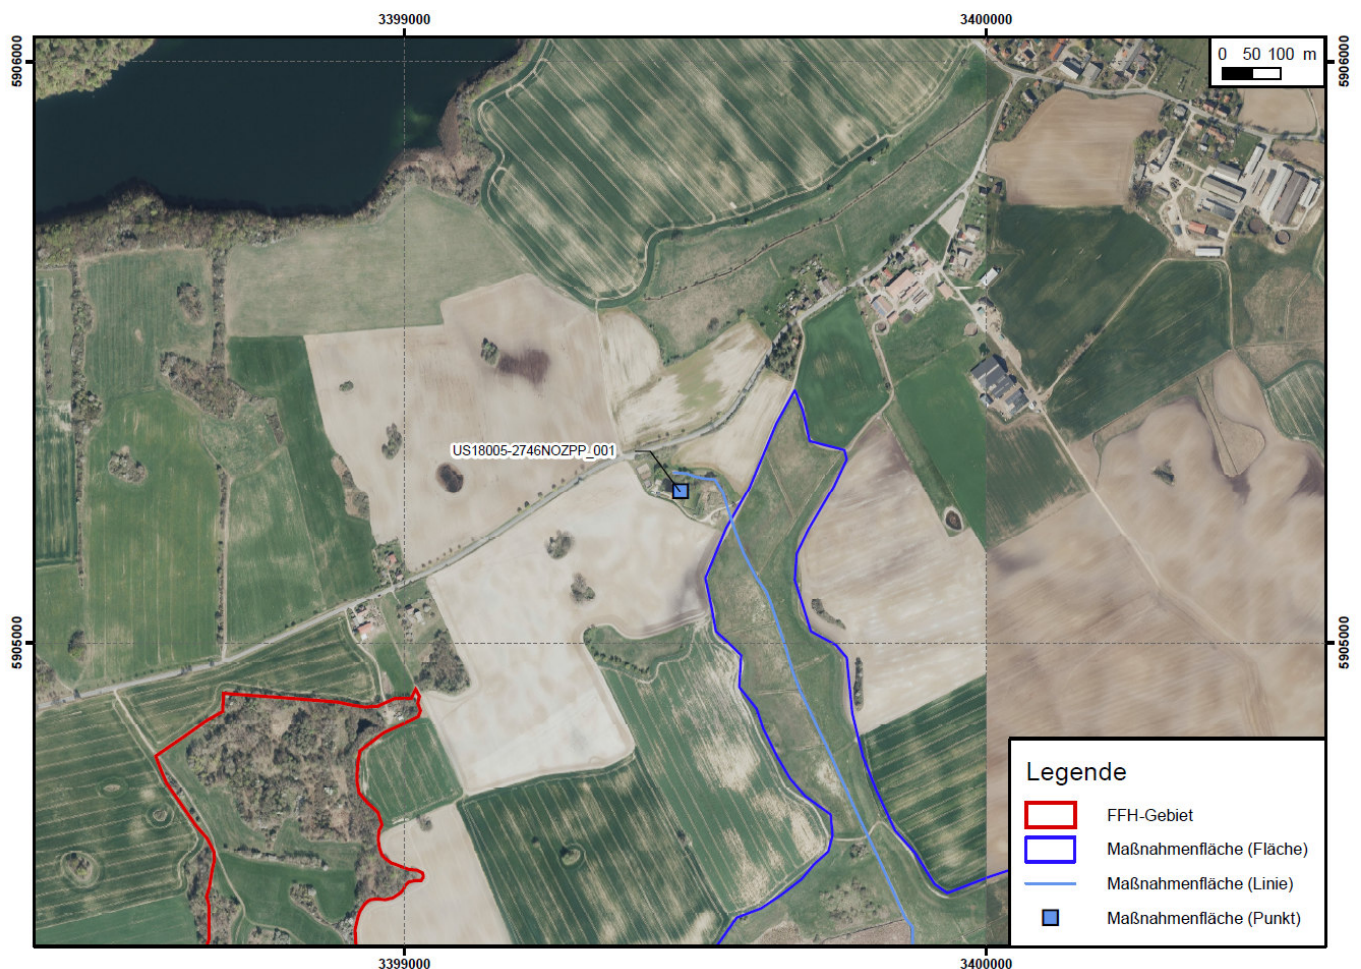 3399000
3400000
5906000
5906000
0 50 100 m
US18005-2746NOZPP_001
5905000
5905000
Legende
FFH-Gebiet
Maßnahmenfläche (Fläche)
Maßnahmenfläche (Linie)
Maßnahmenfläche (Punkt)
3399000
3400000